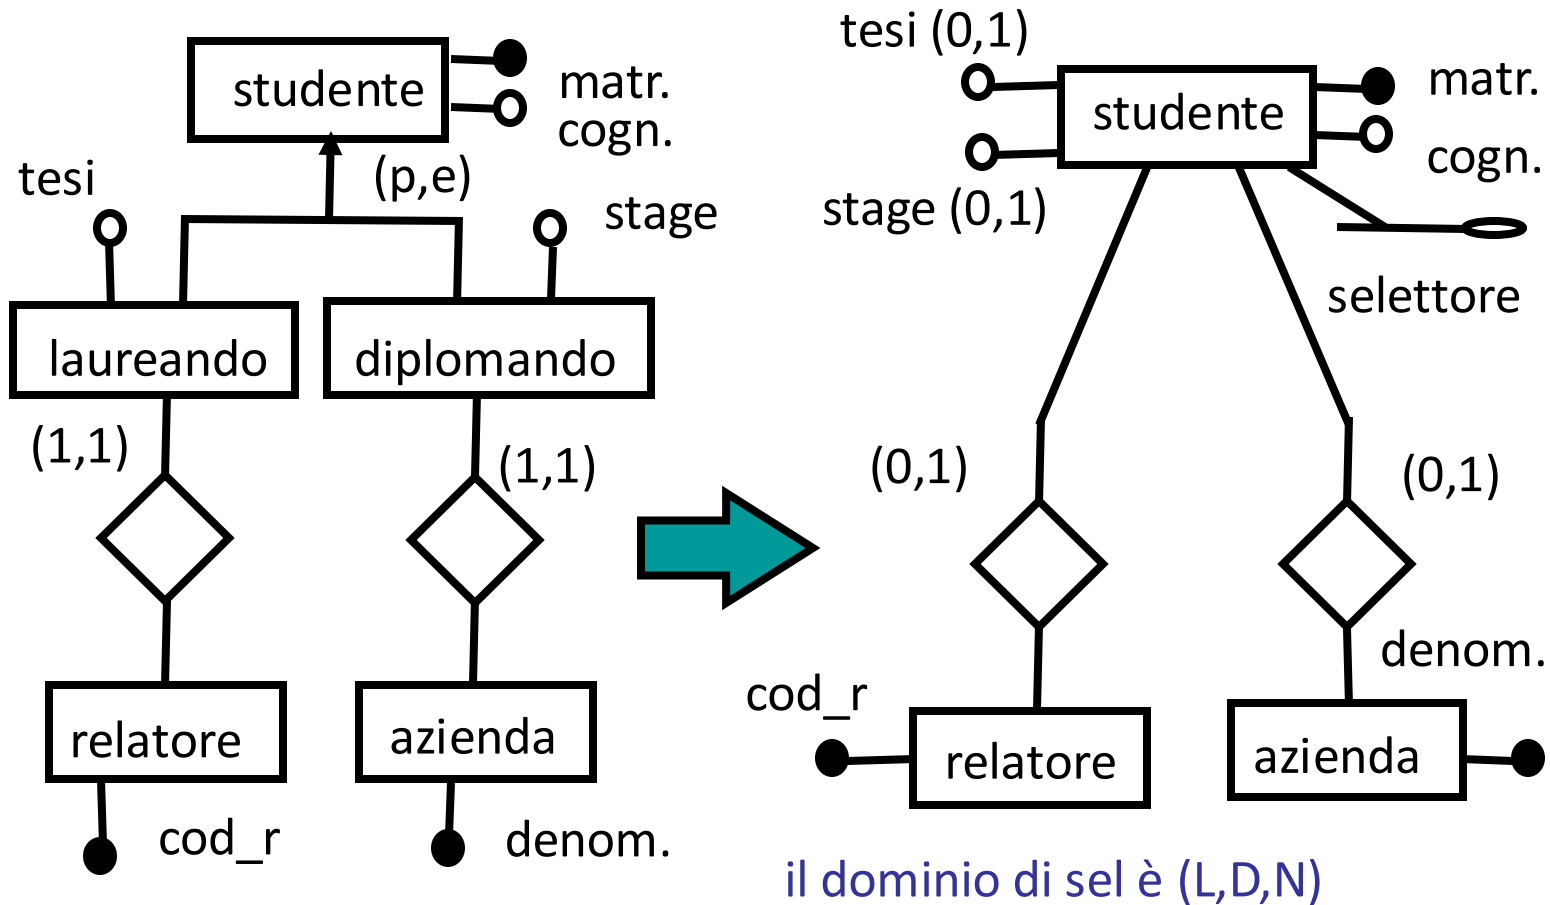 studente
matr.
cogn.
(p,e)
tesi
stage
laureando
diplomando
(1,1)
(1,1)
relatore
azienda
cod_r
denom.
tesi (0,1)
studente
matr.
cogn.
stage (0,1)
selettore
(0,1)
(0,1)
denom.
cod_r
relatore
azienda
il dominio di sel è (L,D,N)